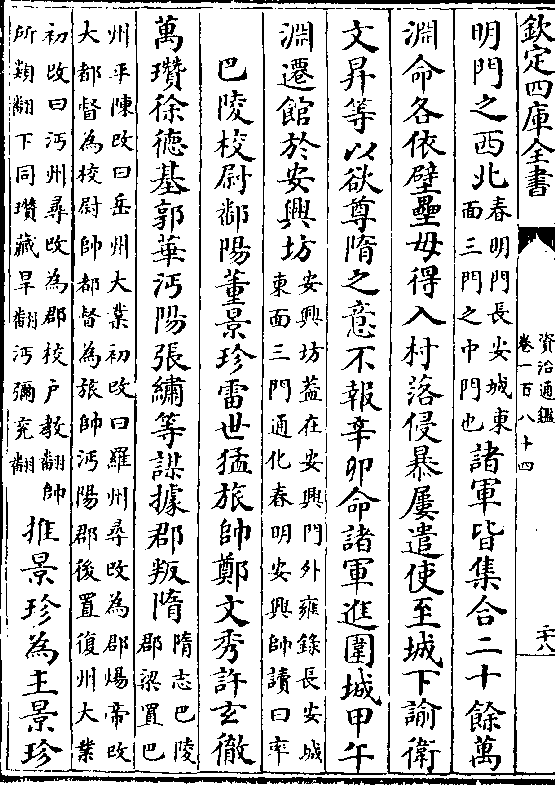 欽定四庫全書
資治通鑑
卷一百八十四
六
明門之西北春明門長安城東
面三門之中門也諸軍皆集合二十餘萬
淵命各依壁壘毋得入村落侵暴屢遣使至城下諭衛
文昇等以欲尊隋之意不報辛卯命諸軍進圍城甲午
淵遷館於安興坊安興坊蓋在安興門外雍錄長安城
東面三門通化春明安興帥讀曰率
巴陵校尉鄱陽董景珍雷世猛旅帥鄭文秀許玄徹
萬瓚徐德基郭華沔陽張繡等謀據郡叛隋隋志巴陵
郡梁置巴
州平陳改曰岳州大業初改曰羅州尋改為郡煬帝改
大都督為校尉帥都督為旅帥沔陽郡後置復州大業
初改曰沔州尋改為郡校户教翻帥
所類翻下同瓚藏旱翻沔彌兖翻推景珍為主景珍